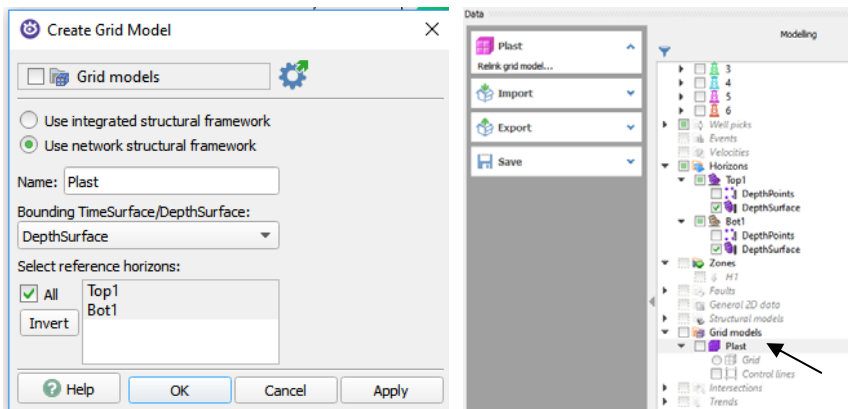 Create Grid Model
Grid models
Use integrated structural framework
Use network structural framework
Name: Plast
Bounding TimeSurface/DepthSurface:
DepthSurface
Select reference horizons:
All
Top1
Bot1
Invert
Help
OK
Cancel
Apply
Data
Plast
Relink grid model...
Import
Export
Save
Modelling
3
4
5
6
Well picks
Events
Velocities
Horizons
Top1
DepthPoints
DepthSurface
Bot1
DepthPoints
DepthSurface
Zones
H1
Faults
General 2D data
Structural models
Grid models
Plast
Grid
Control lines
Intersections
Trends